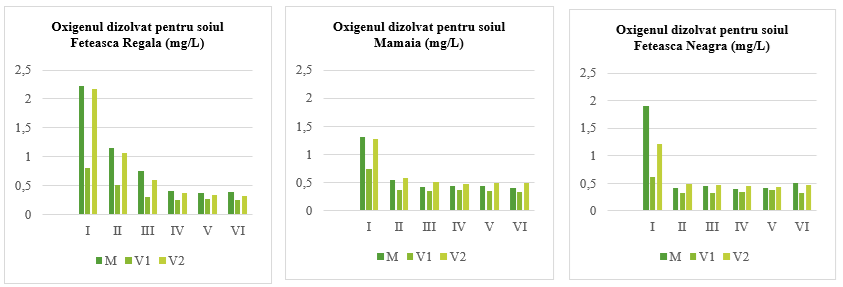 Oxigenul dizolvat pentru soiul
Feteasca Regala (mg/L)
2,5
2
1,5
1
0,5
0
I II III IV V VI
M V1 V2
Oxigenul dizolvat pentru soiul
Mamaia (mg/L)
2,5
2
1,5
1
0,5
0
I II III IV V VI
M V1 V2
Oxigenul dizolvat pentru soiul
Feteasca Neagra (mg/L)
2,5
2
1,5
1
0,5
0
I II III IV V VI
M V1 V2